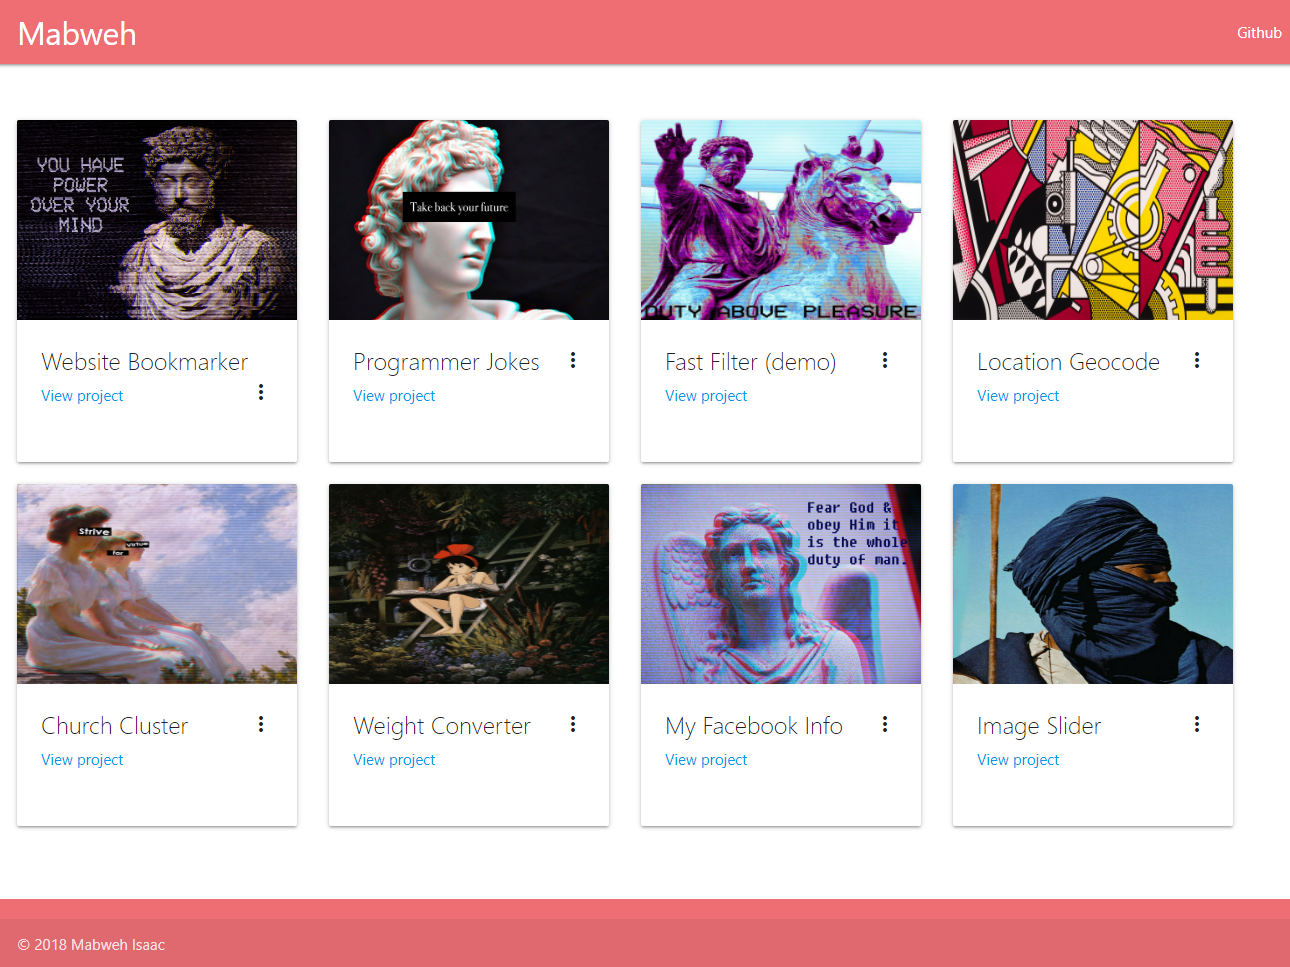 Mabweh
Github
YOU HAVE
POWER
OVER YOUR
MIND
Take back your future
DUTY ABOVE PLEASURE
Website Bookmarker
View project
Programmer Jokes
View project
Fast Filter (demo)
View project
Location Geocode
View project
Strive
for
virtue
Fear God &
obey Him it
is the whole
duty of man.
Church Cluster
View project
Weight Converter
View project
My Facebook Info
View project
Image Slider
View project
© 2018 Mabweh Isaac